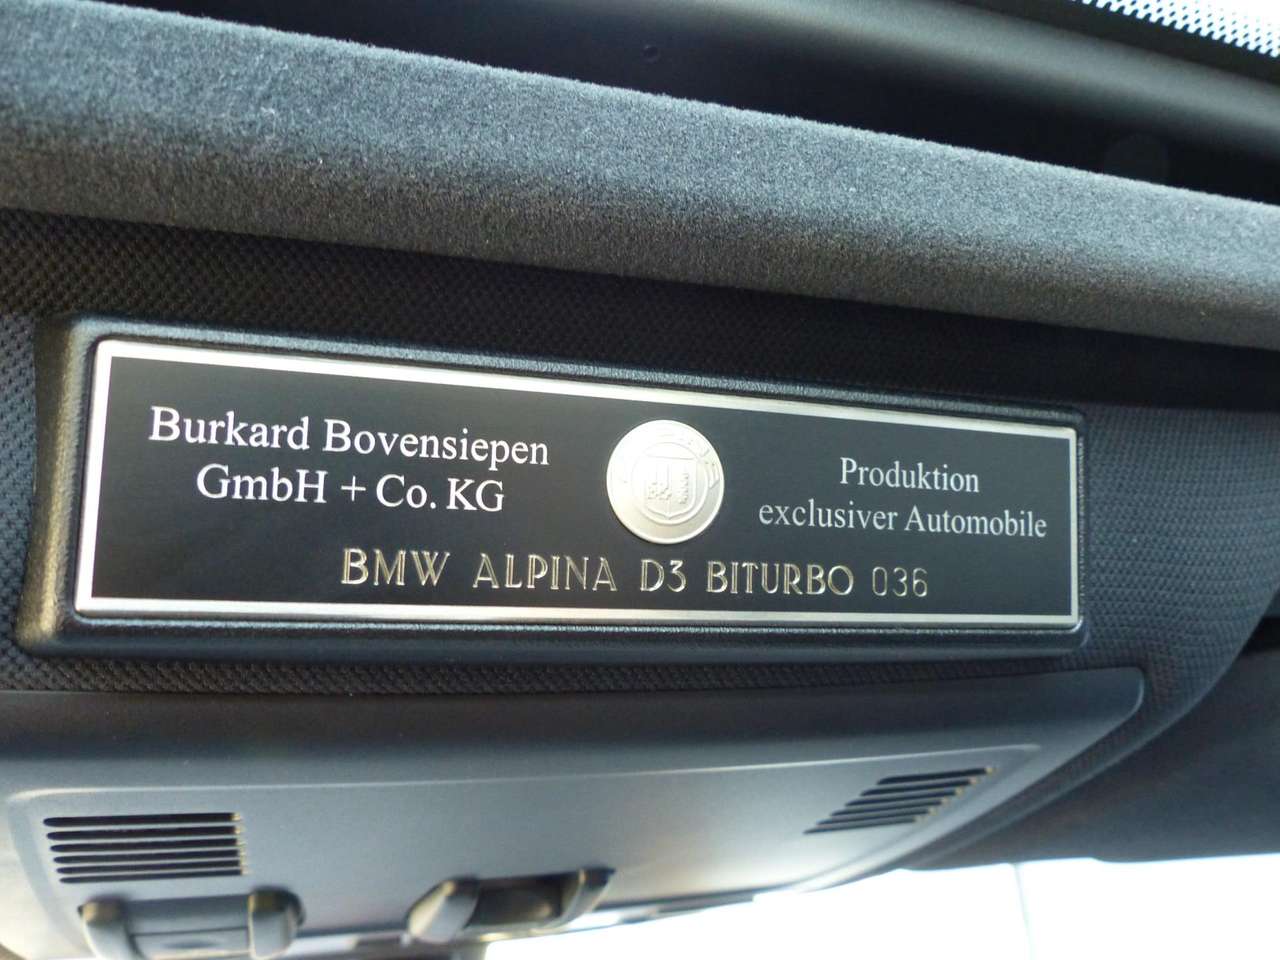 Burkard Bovensiepen
GmbH + Co. KG
Produktion
exclusiver Automobile
BMW ALPINA D3 BITURBO 036